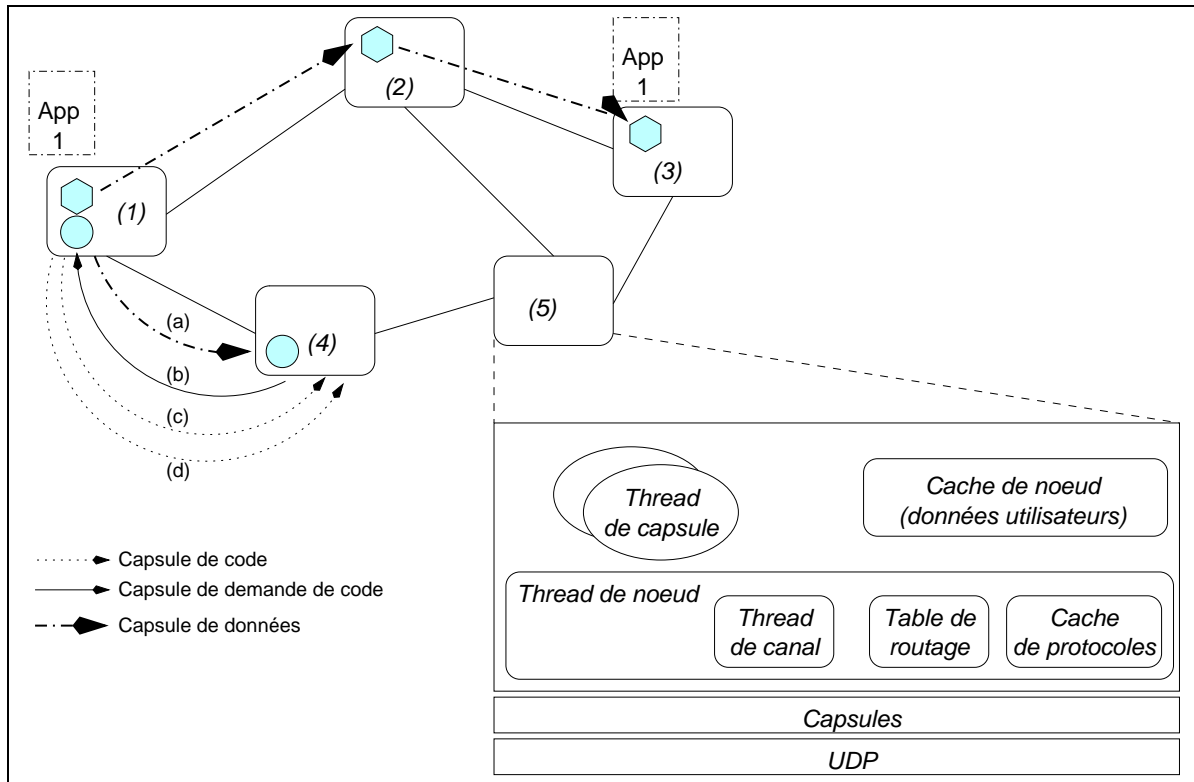 App
1
(1)
(2)
App
1
(3)
(4)
(5)
(a)
(b)
(c)
(d)
Capsule de code
Capsule de demande de code
Capsule de données
Thread
de capsule
Cache de noeud
(données utilisateurs)
Thread de noeud
Thread
de canal
Table de
routage
Cache
de protocoles
Capsules
UDP